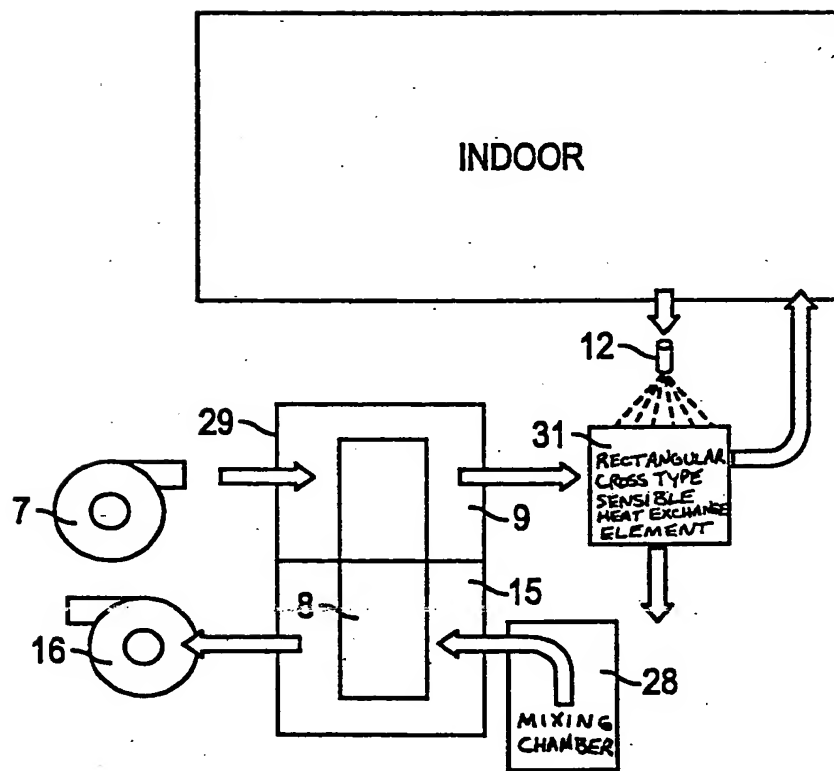 INDOOR
12
29
31
RECTANGULAR
CROSS TYPE
SENSIBLE
HEAT EXCHANGE
ELEMENT
7
9
15
8
16
28
MIXING
CHAMBER